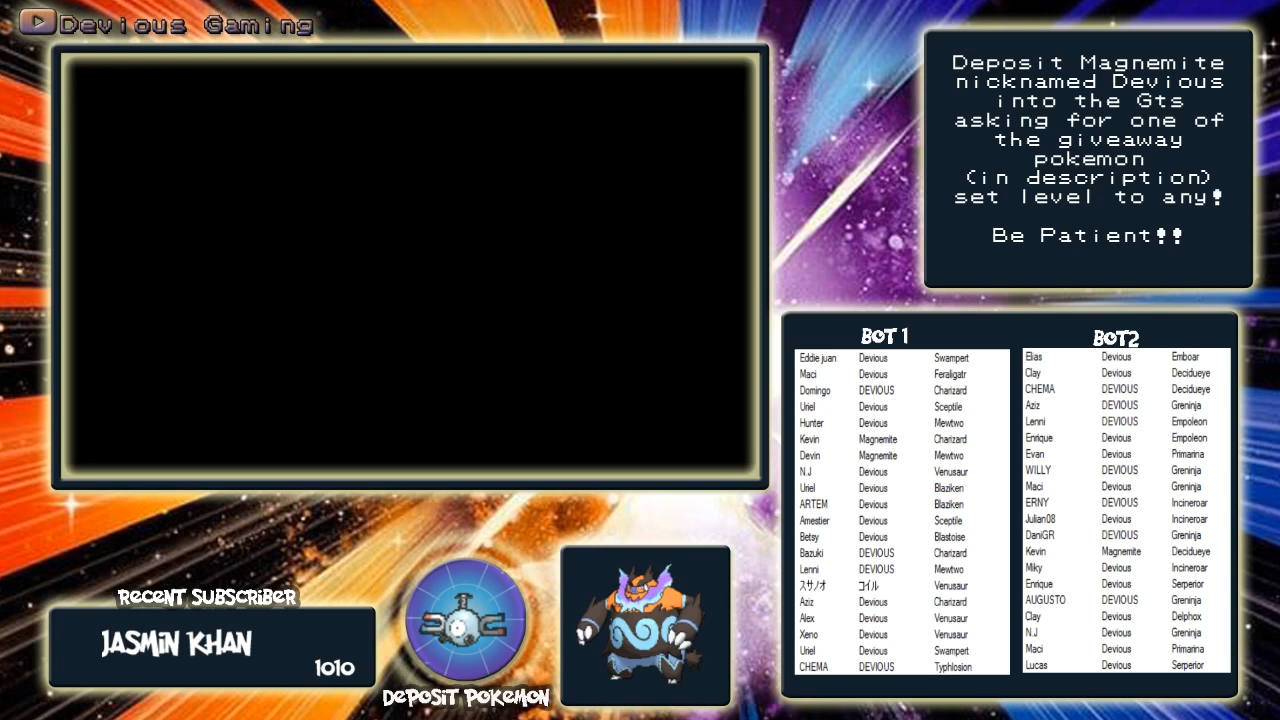 Devious Gaming
Deposit Magnemite
nicknamed Devious
into the Gts
asking for one of
the giveaway
pokemon
(in description)
set level to any!
Be Patient!!
BOT 1
Eddie juan Devious Swampert
Maci Devious Feraligatr
Domingo DEVIOUS Charizard
Uriel Devious Sceptile
Hunter Devious Mewtwo
Kevin Magnemite Charizard
Devin Magnemite Mewtwo
N.J Devious Venusaur
Uriel Devious Blaziken
ARTEM Devious Blaziken
Amestier Devious Sceptile
Betsy Devious Blastoise
Bazuki DEVIOUS Charizard
Lenni DEVIOUS Mewtwo
スサノオ コイル Venusaur
Aziz Devious Charizard
Alex Devious Venusaur
Xeno Devious Venusaur
Uriel Devious Swampert
CHEMA DEVIOUS Typhlosion
BOT2
Elias Devious Emboar
Clay Devious Decidueye
CHEMA DEVIOUS Decidueye
Aziz DEVIOUS Greninja
Lenni DEVIOUS Empoleon
Enrique Devious Empoleon
Evan Devious Primarina
WILLY DEVIOUS Greninja
Maci Devious Greninja
ERNY DEVIOUS Incineroar
Julian08 Devious Incineroar
DaniGR DEVIOUS Greninja
Kevin Magnemite Decidueye
Miky Devious Incineroar
Enrique Devious Serperior
AUGUSTO DEVIOUS Greninja
Clay Devious Delphox
N.J Devious Greninja
Maci Devious Primarina
Lucas Devious Serperior
RECENT SUBSCRIBER
JASMIN KHAN
1010
DEPOSIT POKEMON